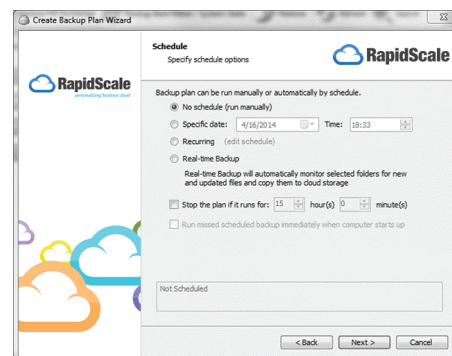 Create Backup Plan Wizard
Schedule
Specify schedule options
RapidScale
RapidScale
personalizing business cloud
Backup plan can be run manually or automatically by schedule.
No schedule (run manually)
Specific date: 4/16/2014 Time: 18:33
Recurring (edit schedule)
Real-time Backup
Real-time Backup will automatically monitor selected folders for new
and updated files and copy them to cloud storage
Stop the plan if it runs for: 15 hour(s) 0 minute(s)
Run missed scheduled backup immediately when computer starts up
Not Scheduled
< Back Next > Cancel